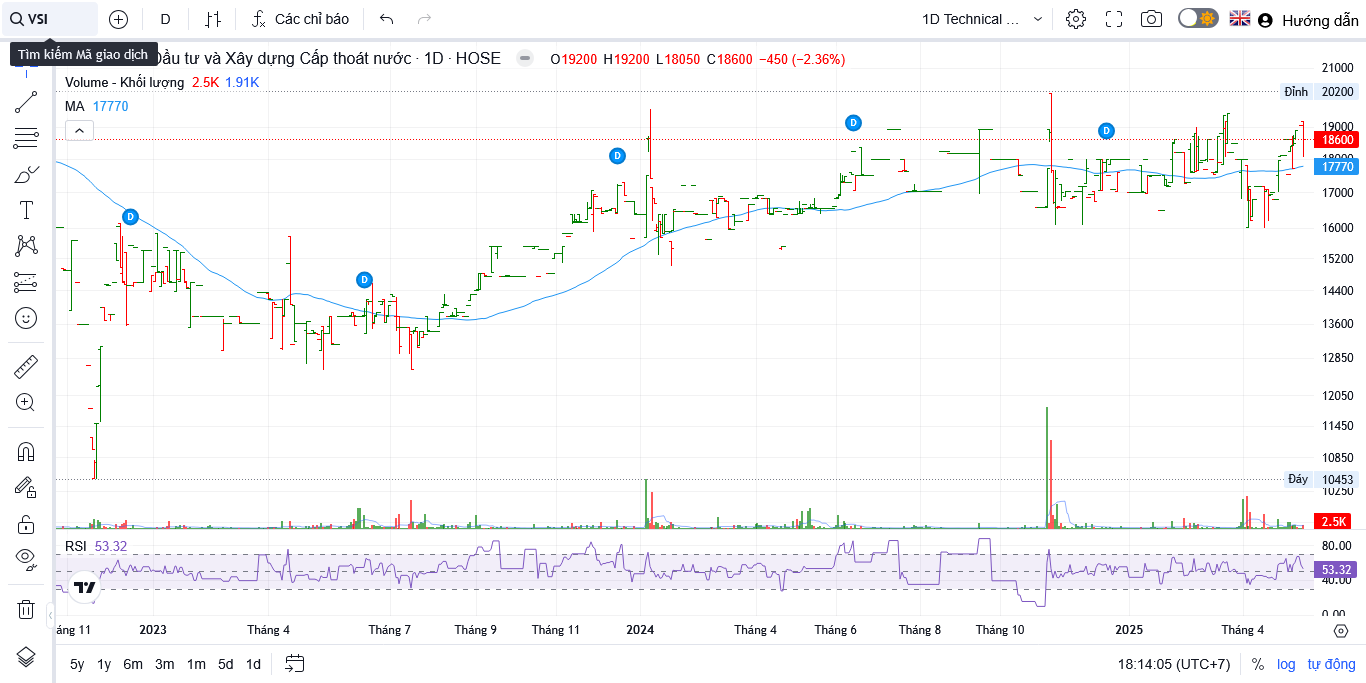 VSI
D
Các chỉ báo
1D Technical ...
Hướng dẫn
Tìm kiếm Mã giao dịch
Đầu tư và Xây dựng Cấp thoát nước · 1D · HOSE
O19200 H19200 L18050 C18600 −450 (−2.36%)
Volume - Khối lượng 2.5K 1.91K
MA 17770
21000
Đỉnh 20200
19000
18600
18000
17770
17000
16000
15200
14400
13600
12850
12050
11450
10850
Đáy 10453
10250
2.5K
D
D
D
D
D
RSI 53.32
80.00
53.32
40.00
0.00
áng 11 2023 Tháng 4 Tháng 7 Tháng 9 Tháng 11 2024 Tháng 4 Tháng 6 Tháng 8 Tháng 10 2025 Tháng 4
5y 1y 6m 3m 1m 5d 1d
18:14:05 (UTC+7) % log tự động